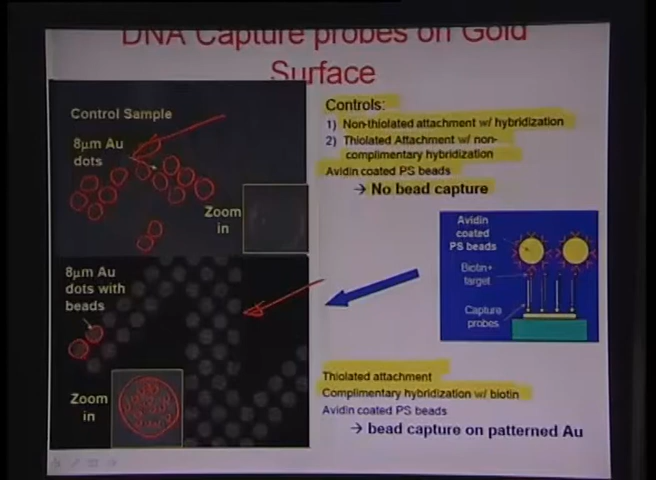 DNA Capture probes on Gold
Surface
Control Sample
8μm Au
dots
Zoom
in
8μm Au
dots with
beads
Zoom
in
Controls:
1) Non-thiolated attachment w/ hybridization
2) Thiolated Attachment w/ non-
complimentary hybridization
Avidin coated PS beads
→ No bead capture
Avidin
coated
PS beads
Biotin+
target
Capture
probes
Thiolated attachment
Complimentary hybridization w/ biotin
Avidin coated PS beads
→ bead capture on patterned Au